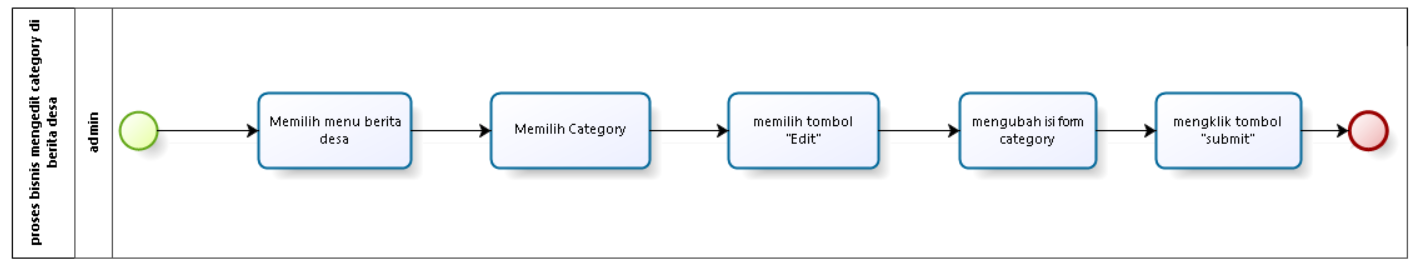 proses bisnis mengedit category di
berita desa
admin
Memilih menu berita
desa
Memilih Category
memilih tombol
"Edit"
mengubah isi form
category
mengklik tombol
"submit"